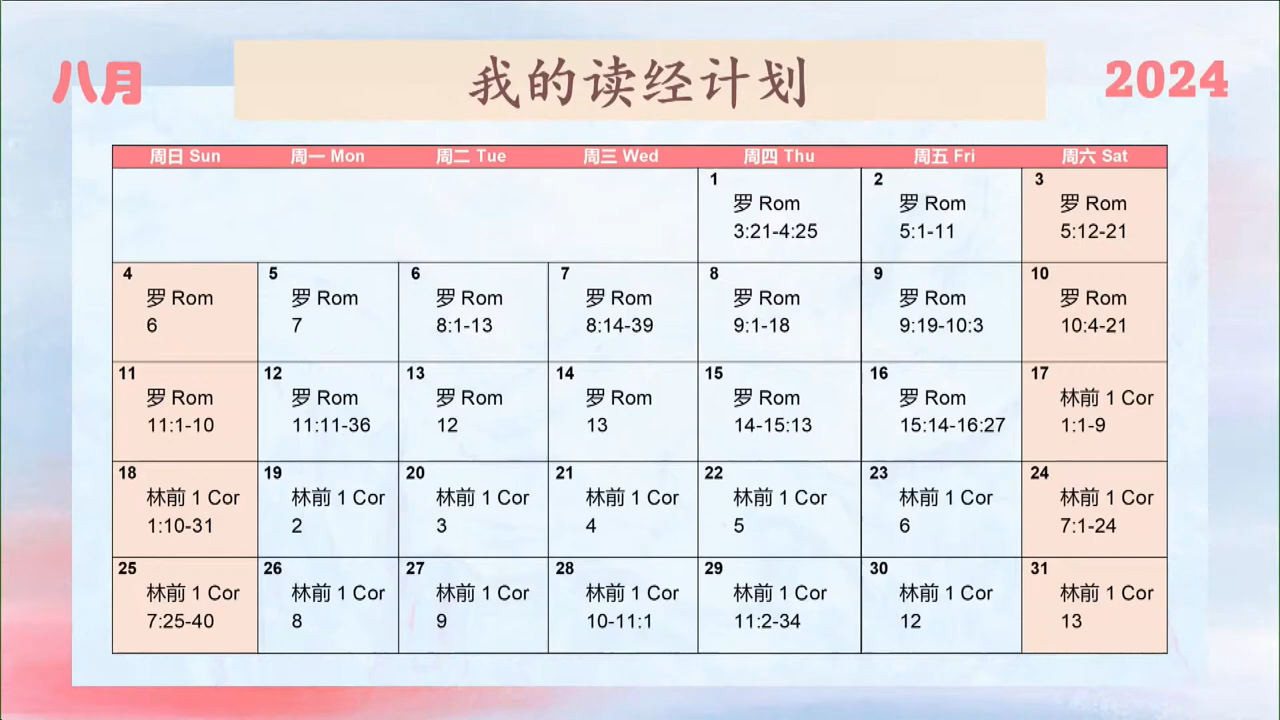 八月
我的读经计划
2024
周日 Sun 周一 Mon 周二 Tue 周三 Wed 周四 Thu 周五 Fri 周六 Sat
1 2 3
罗 Rom 罗 Rom 罗 Rom
3:21-4:25 5:1-11 5:12-21
4 5 6 7 8 9 10
罗 Rom 罗 Rom 罗 Rom 罗 Rom 罗 Rom 罗 Rom 罗 Rom
6 7 8:1-13 8:14-39 9:1-18 9:19-10:3 10:4-21
11 12 13 14 15 16 17
罗 Rom 罗 Rom 罗 Rom 罗 Rom 罗 Rom 罗 Rom 林前 1 Cor
11:1-10 11:11-36 12 13 14-15:13 15:14-16:27 1:1-9
18 19 20 21 22 23 24
林前 1 Cor 林前 1 Cor 林前 1 Cor 林前 1 Cor 林前 1 Cor 林前 1 Cor 林前 1 Cor
1:10-31 2 3 4 5 6 7:1-24
25 26 27 28 29 30 31
林前 1 Cor 林前 1 Cor 林前 1 Cor 林前 1 Cor 林前 1 Cor 林前 1 Cor 林前 1 Cor
7:25-40 8 9 10-11:1 11:2-34 12 13